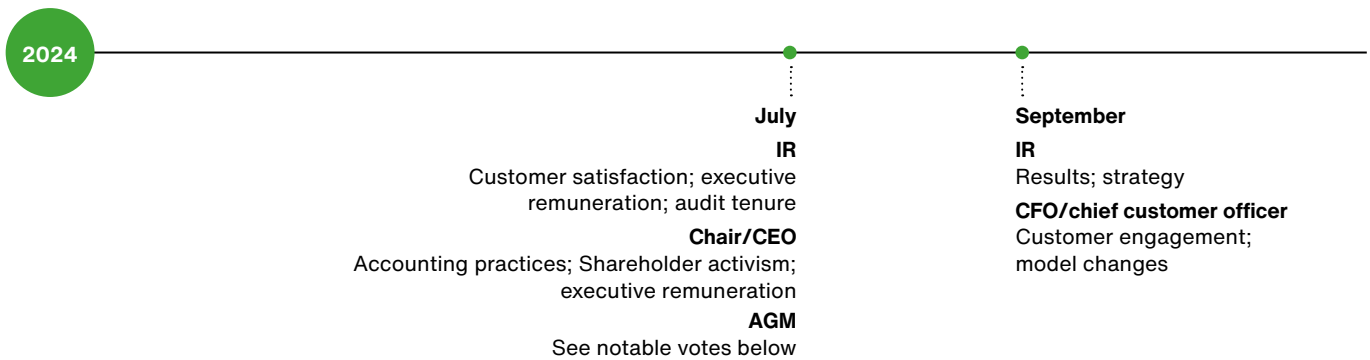 2024
July
IR
Customer satisfaction; executive
remuneration; audit tenure
Chair/CEO
Accounting practices; Shareholder activism;
executive remuneration
AGM
See notable votes below
September
IR
Results; strategy
CFO/chief customer officer
Customer engagement;
model changes